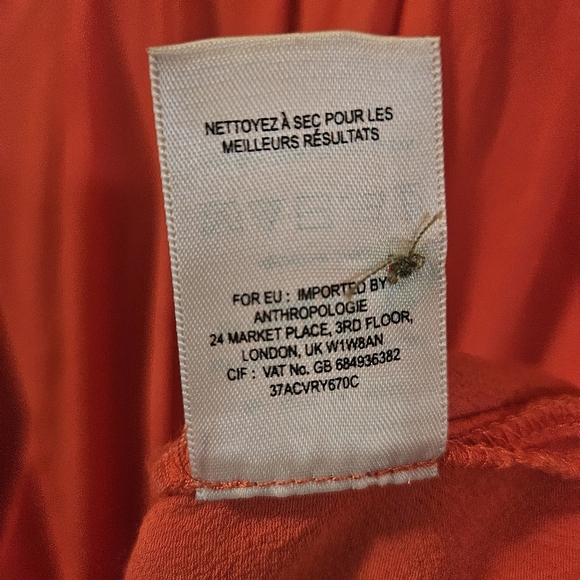 NETTOYEZ À SEC POUR LES
MEILLEURS RÉSULTATS
FOR EU : IMPORTED BY
ANTHROPOLOGIE
24 MARKET PLACE, 3RD FLOOR,
LONDON, UK W1W8AN
CIF : VAT No. GB 684936382
37ACVRY670C